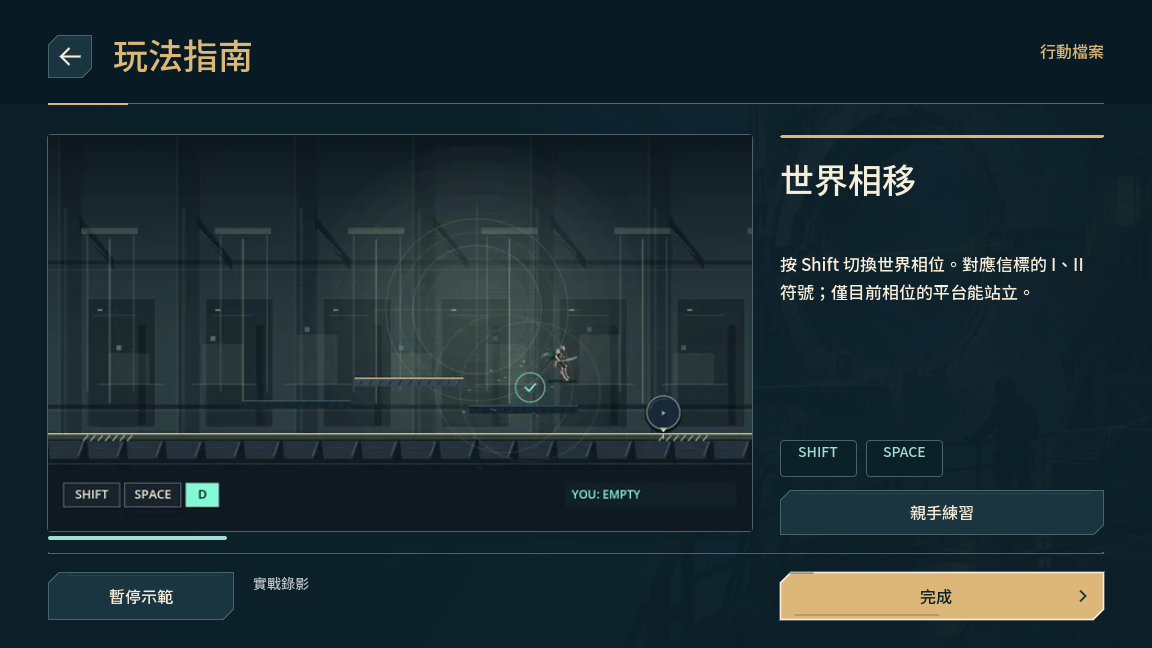 玩法指南
行動檔案
世界相移
按 Shift 切換世界相位。對應信標的 I、II
符號；僅目前相位的平台能站立。
SHIFT
SPACE
D
YOU: EMPTY
SHIFT
SPACE
親手練習
暫停示範
實戰錄影
完成